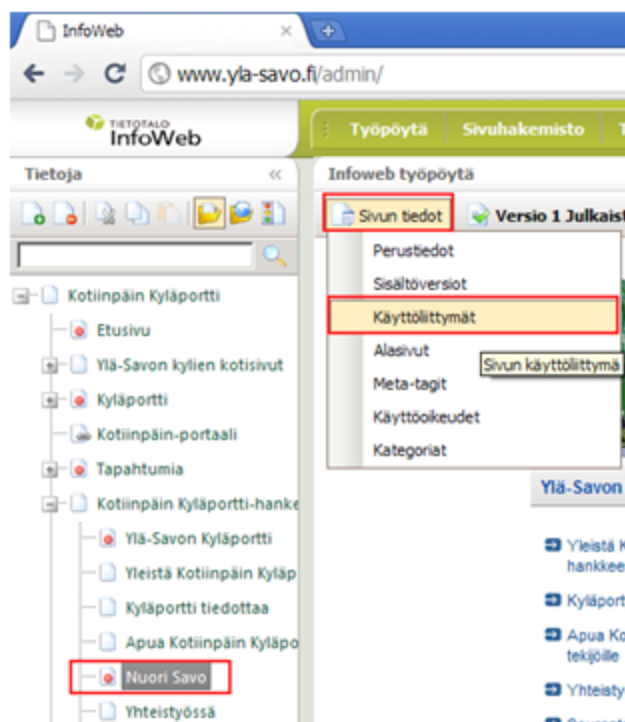 InfoWeb
www.yla-savo.fi/admin/
TIETOTALO
InfoWeb
Työpöytä Sivuhakemisto
Tietoja
Infoweb työpöytä
Sivun tiedot Versio 1 Julkaist
Perustiedot
Sisältöversiot
Käyttöliittymät
Alasivut
Sivun käyttöliittymä
Meta-tagit
Käyttöoikeudet
Kategoriat
Kotiinpäin Kyläportti
Etusivu
Ylä-Savon kylien kotisivut
Kyläportti
Kotiinpäin-portaali
Tapahtumia
Kotiinpäin Kyläportti-hanke
Ylä-Savon Kyläportti
Yleistä Kotiinpäin Kyläp
Kyläportti tiedottaa
Apua Kotiinpäin Kyläpo
Nuori Savo
Yhteistyössä
Ylä-Savon
Yleistä K
hankkee
Kyläport
Apua Ko
tekijöille
Yhteisty